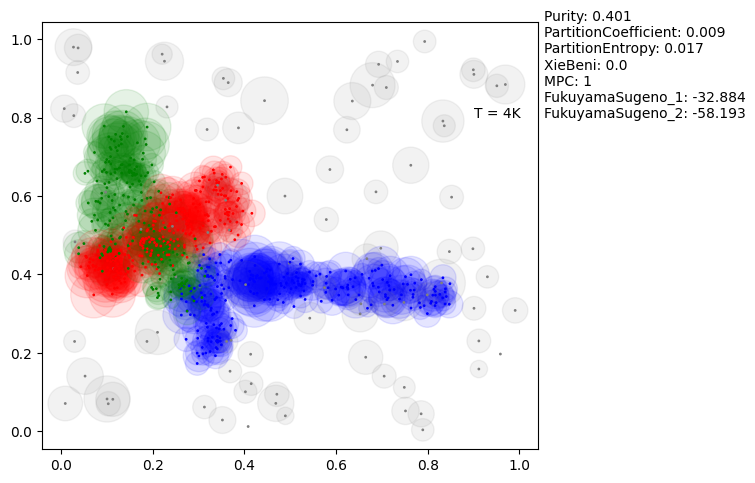 Purity: 0.401
PartitionCoefficient: 0.009
PartitionEntropy: 0.017
XieBeni: 0.0
MPC: 1
FukuyamaSugeno_1: -32.884
FukuyamaSugeno_2: -58.193
T = 4K
1.0
0.8
0.6
0.4
0.2
0.0
0.0 0.2 0.4 0.6 0.8 1.0